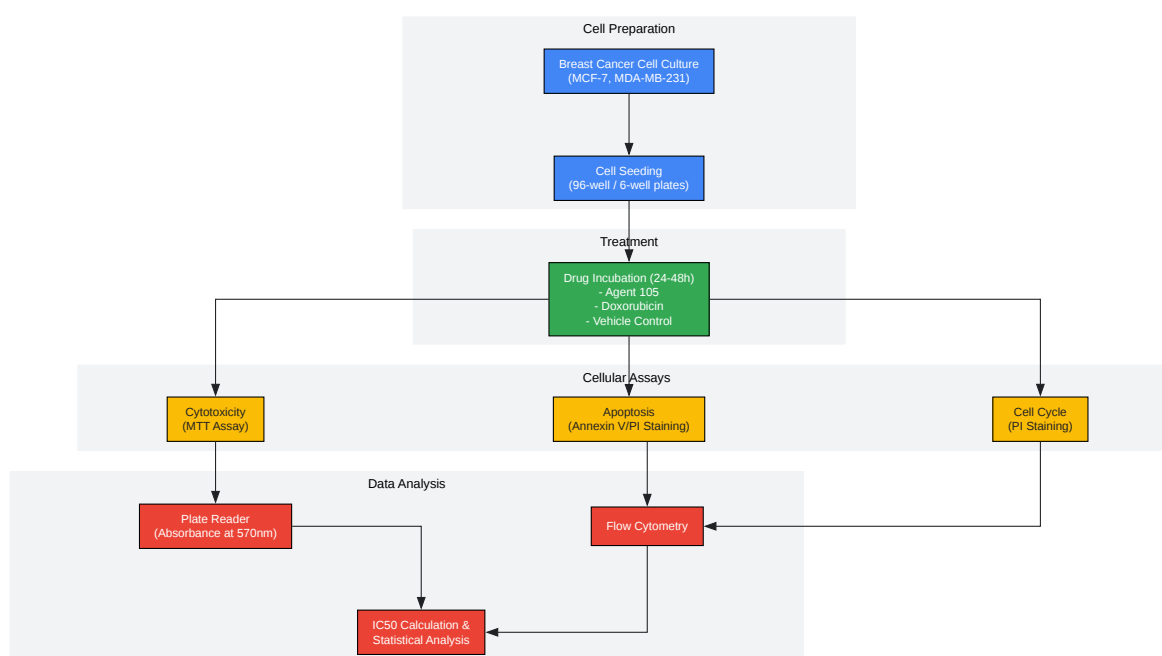 Cell Preparation
Breast Cancer Cell Culture
(MCF-7, MDA-MB-231)
Cell Seeding
(96-well / 6-well plates)
Treatment
Drug Incubation (24-48h)
- Agent 105
- Doxorubicin
- Vehicle Control
Cellular Assays
Cytotoxicity
(MTT Assay)
Apoptosis
(Annexin V/PI Staining)
Cell Cycle
(PI Staining)
Data Analysis
Plate Reader
(Absorbance at 570nm)
Flow Cytometry
IC50 Calculation &
Statistical Analysis